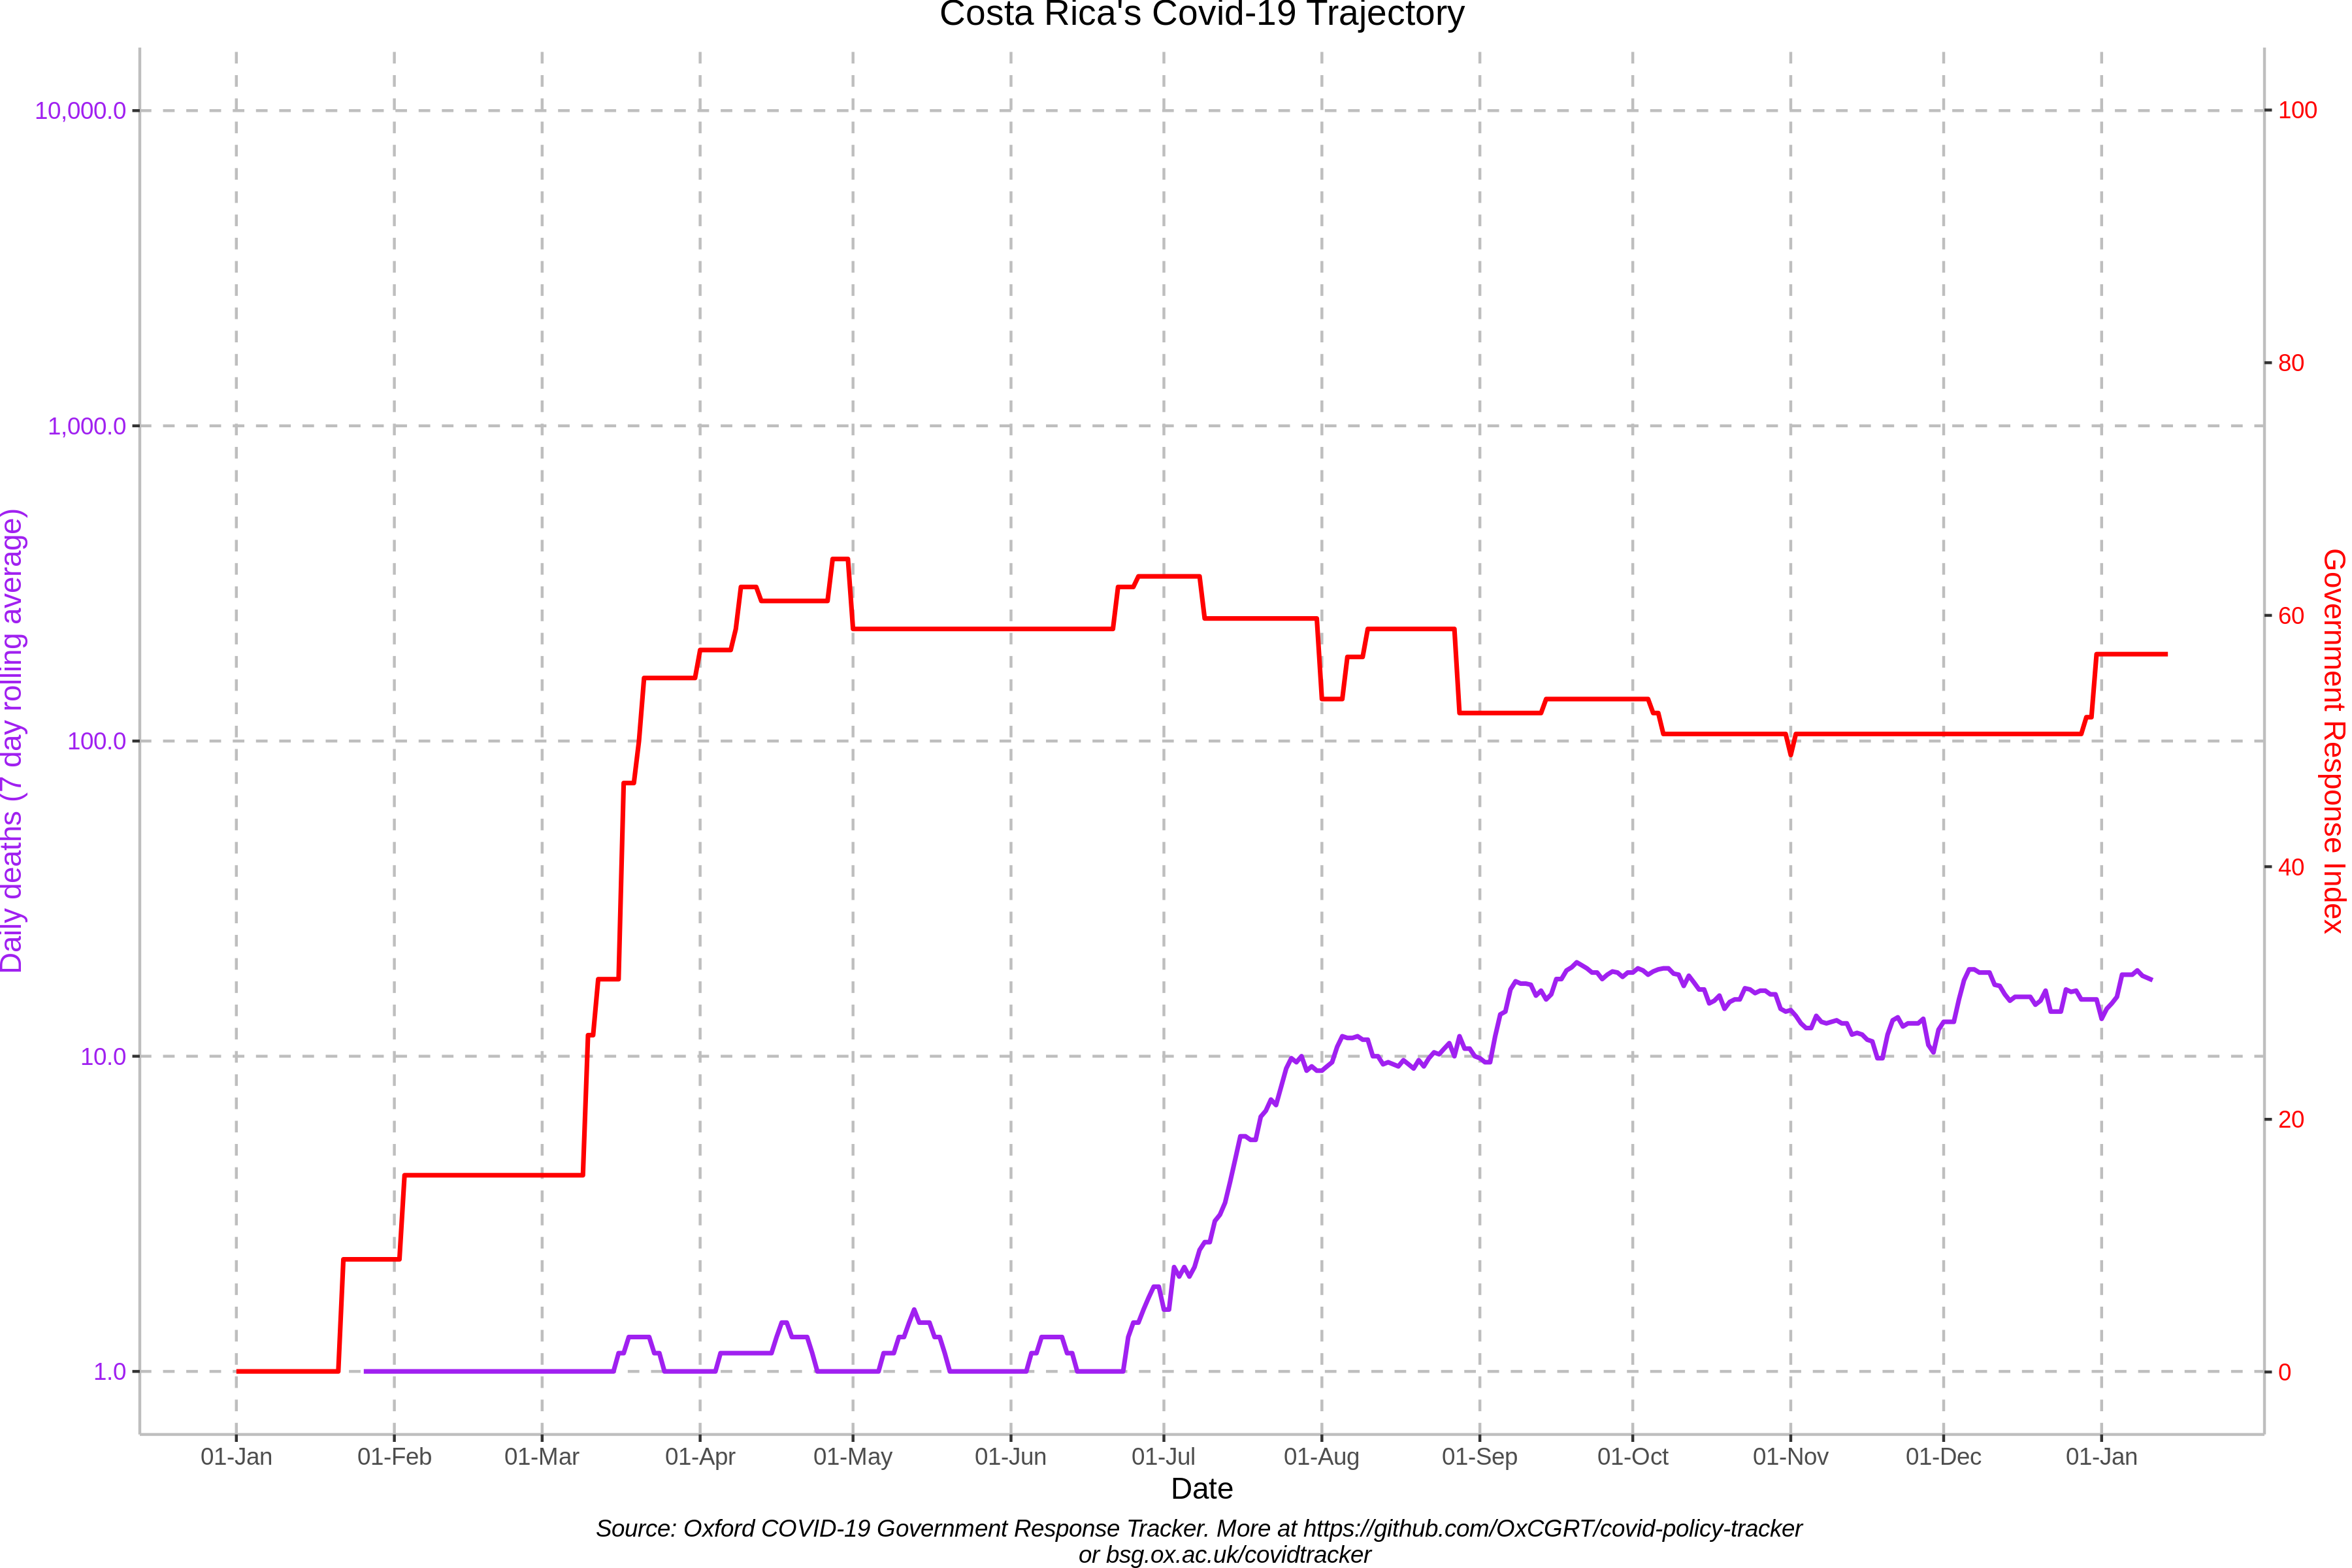 Costa Rica's Covid-19 Trajectory
10,000.0
1,000.0
100.0
10.0
1.0
Daily deaths (7 day rolling average)
100
80
60
40
20
0
Government Response Index
01-Jan 01-Feb 01-Mar 01-Apr 01-May 01-Jun 01-Jul 01-Aug 01-Sep 01-Oct 01-Nov 01-Dec 01-Jan
Date
Source: Oxford COVID-19 Government Response Tracker. More at https://github.com/OxCGRT/covid-policy-tracker
or bsg.ox.ac.uk/covidtracker